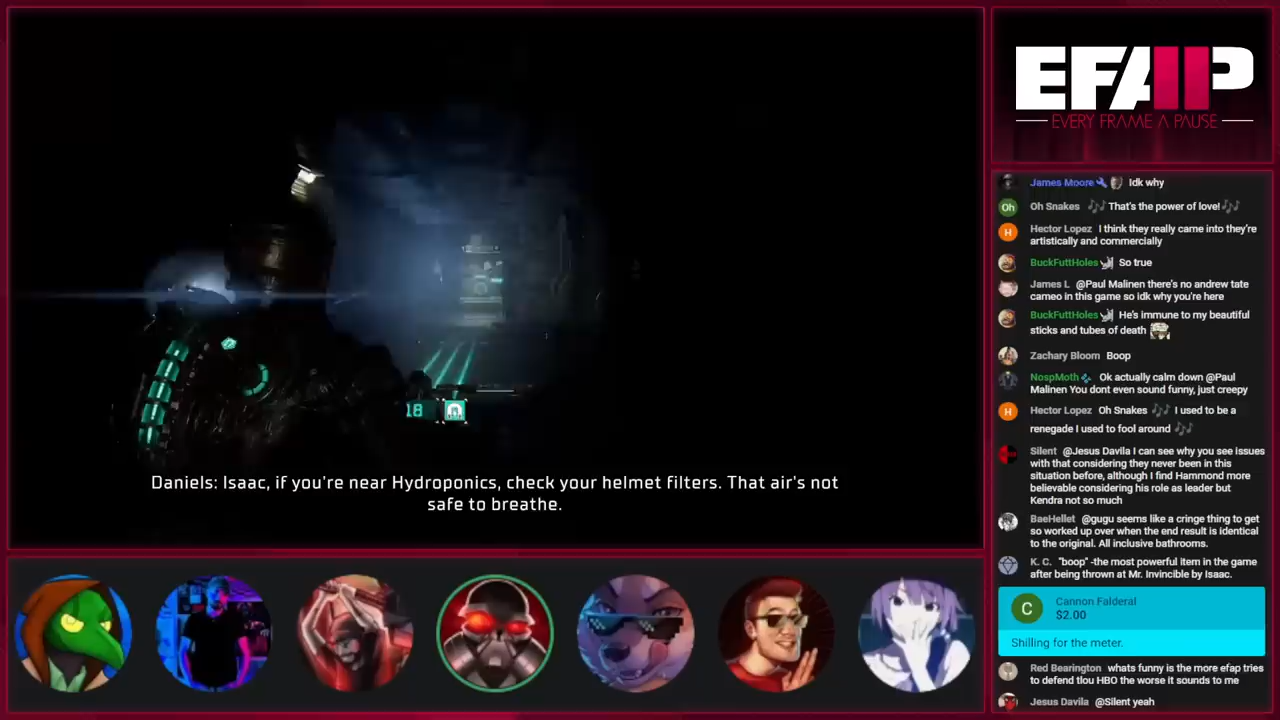 EFAP
EVERY FRAME A PAUSE
James Moore Idk why
Oh Snakes 🎶 That's the power of love! 🎶
Hector Lopez I think they really came into they're
artistically and commercially
BuckFuttHoles So true
James L @Paul Malinen there's no andrew tate
cameo in this game so idk why you're here
BuckFuttHoles He's immune to my beautiful
sticks and tubes of death
Zachary Bloom Boop
NospMoth Ok actually calm down @Paul
Malinen You dont even sound funny, just creepy
Hector Lopez Oh Snakes 🎶 I used to be a
renegade I used to fool around 🎶
Silent @Jesus Davila I can see why you see issues
with that considering they never been in this
situation before, although I find Hammond more
believable considering his role as leader but
Kendra not so much
BaeHellet @gugu seems like a cringe thing to get
so worked up over when the end result is identical
to the original. All inclusive bathrooms.
K. C. "boop" -the most powerful item in the game
after being thrown at Mr. Invincible by Isaac.
C
Cannon Falderal
$2.00
Shilling for the meter.
Red Bearington whats funny is the more efap tries
to defend tlou HBO the worse it sounds to me
Jesus Davila @Silent yeah
Oh
H
H
18
Daniels: Isaac, if you're near Hydroponics, check your helmet filters. That air's not
safe to breathe.